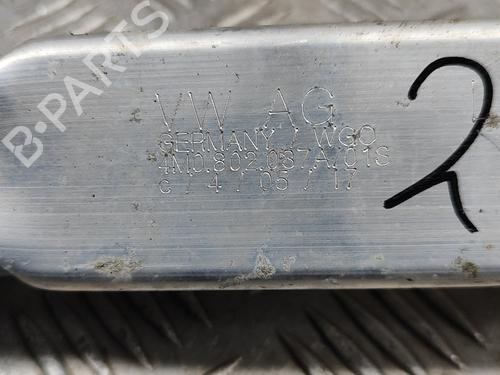 B-PARTS
VW AG
GERMANY / WGO
4M0.802.087A/01S
c / 4 / 05 / 17
2